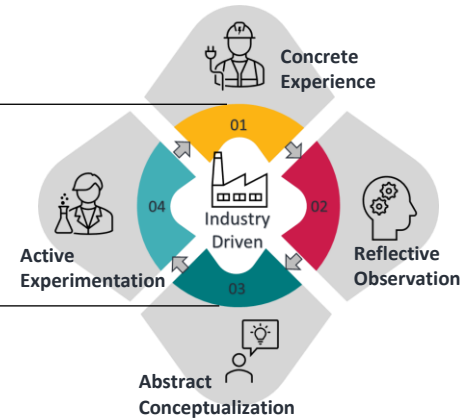 Concrete
Experience
01
02
Reflective
Observation
03
Abstract
Conceptualization
04
Active
Experimentation
Industry
Driven